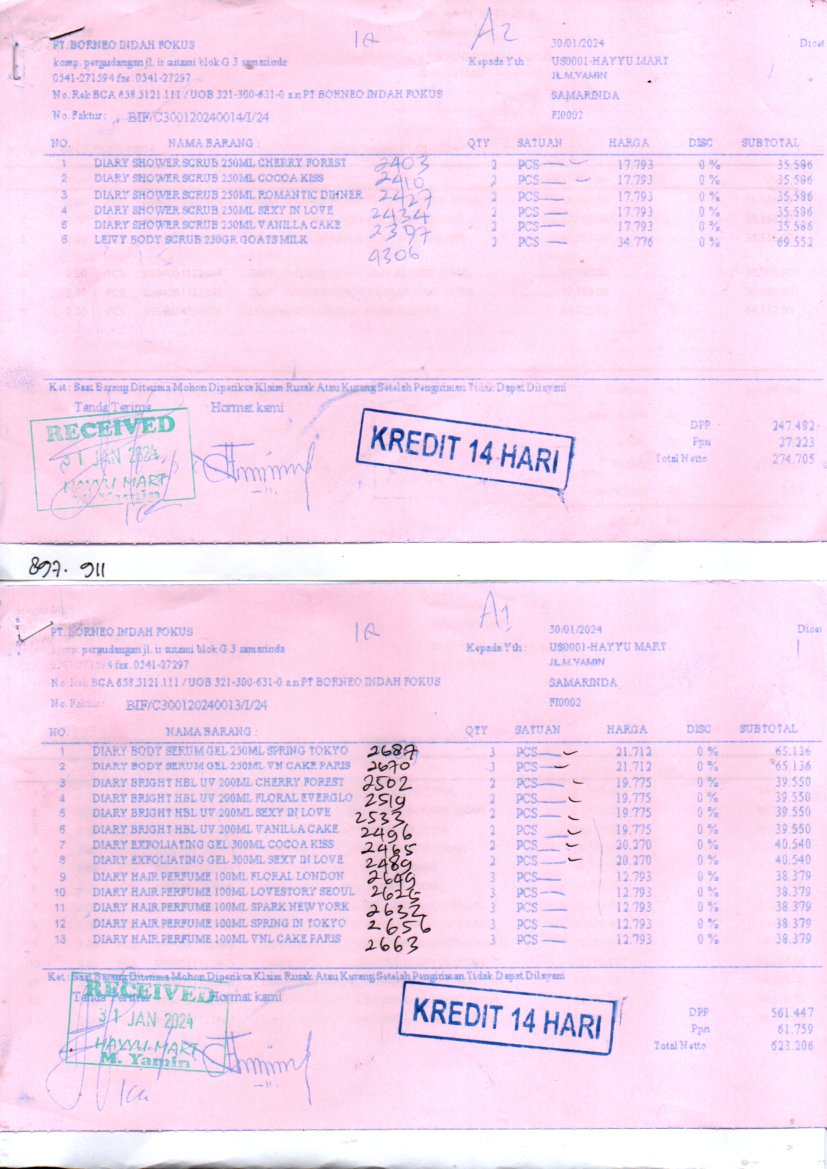 1a A2
PT. BORNEO INDAH FOKUS 30/01/2024
komp. pergudangan jl. ir sutami blok G 3 samarinda Kepada Yth : US0001-HAYYU MART
0541-271594 fax. 0541-27297 JL.M.YAMIN
No. Rek BCA 658.5121.111 / UOB 321-300-631-0 a.n PT BORNEO INDAH FOKUS SAMARINDA
No. Faktur : BIF/C300120240014/I/24 FI0002
NO. NAMA BARANG : QTY SATUAN HARGA DISC SUBTOTAL
1 DIARY SHOWER SCRUB 250ML CHERRY FOREST 2403 2 PCS 17.793 0 % 35.586
2 DIARY SHOWER SCRUB 250ML COCOA KISS 2410 2 PCS 17.793 0 % 35.586
3 DIARY SHOWER SCRUB 250ML ROMANTIC DINNER 2427 2 PCS 17.793 0 % 35.586
4 DIARY SHOWER SCRUB 250ML SEXY IN LOVE 2434 2 PCS 17.793 0 % 35.586
5 DIARY SHOWER SCRUB 250ML VANILLA CAKE 2397 2 PCS 17.793 0 % 35.586
6 LEIVY BODY SCRUB 250GR GOATS MILK 9306 2 PCS 34.776 0 % 69.552
Ket : Saat Barang Diterima Mohon Diperiksa Klaim Rusak Atau Kurang Setelah Pengiriman Tidak Dapat Dilayani
Tanda Terima Hormat kami
RECEIVED
31 JAN 2024
HAYYU MART
M. Yamin
KREDIT 14 HARI
DPP 247.482
Ppn 27.223
Total Netto 274.705
897.911
1a A1
PT. BORNEO INDAH FOKUS 30/01/2024
komp. pergudangan jl. ir sutami blok G 3 samarinda Kepada Yth : US0001-HAYYU MART
0541-271594 fax. 0541-27297 JL.M.YAMIN
No. Rek BCA 658.5121.111 / UOB 321-300-631-0 a.n PT BORNEO INDAH FOKUS SAMARINDA
No. Faktur : BIF/C300120240013/I/24 FI0002
NO. NAMA BARANG : QTY SATUAN HARGA DISC SUBTOTAL
1 DIARY BODY SERUM GEL 250ML SPRING TOKYO 2687 3 PCS 21.712 0 % 65.136
2 DIARY BODY SERUM GEL 250ML VN CAKE PARIS 2670 3 PCS 21.712 0 % 65.136
3 DIARY BRIGHT HBL UV 200ML CHERRY FOREST 2502 2 PCS 19.775 0 % 39.550
4 DIARY BRIGHT HBL UV 200ML FLORAL EVERGLO 2519 2 PCS 19.775 0 % 39.550
5 DIARY BRIGHT HBL UV 200ML SEXY IN LOVE 2533 2 PCS 19.775 0 % 39.550
6 DIARY BRIGHT HBL UV 200ML VANILLA CAKE 2496 2 PCS 19.775 0 % 39.550
7 DIARY EXFOLIATING GEL 300ML COCOA KISS 2465 2 PCS 20.270 0 % 40.540
8 DIARY EXFOLIATING GEL 300ML SEXY IN LOVE 2489 2 PCS 20.270 0 % 40.540
9 DIARY HAIR PERFUME 100ML FLORAL LONDON 2649 3 PCS 12.793 0 % 38.379
10 DIARY HAIR PERFUME 100ML LOVESTORY SEOUL 3 PCS 12.793 0 % 38.379
11 DIARY HAIR PERFUME 100ML SPARK NEW YORK 2632 3 PCS 12.793 0 % 38.379
12 DIARY HAIR PERFUME 100ML SPRING IN TOKYO 2656 3 PCS 12.793 0 % 38.379
13 DIARY HAIR PERFUME 100ML VNL CAKE PARIS 2663 3 PCS 12.793 0 % 38.379
Ket : Saat Barang Diterima Mohon Diperiksa Klaim Rusak Atau Kurang Setelah Pengiriman Tidak Dapat Dilayani
Tanda Terima Hormat kami
RECEIVED
31 JAN 2024
HAYYU MART
M. Yamin
KREDIT 14 HARI
DPP 561.447
Ppn 61.759
Total Netto 623.206